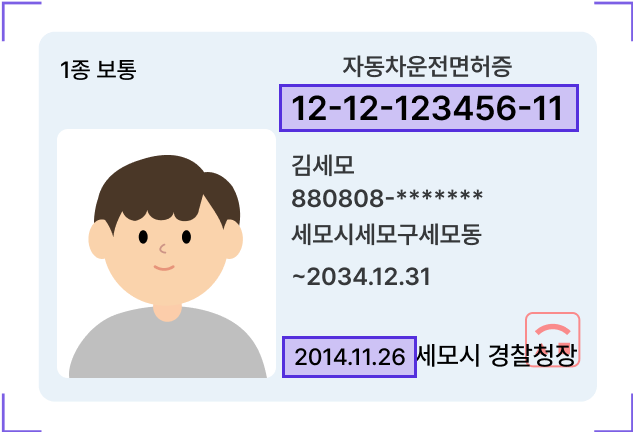 1종 보통
자동차운전면허증
12-12-123456-11
김세모
880808-*******
세모시세모구세모동
~2034.12.31
2014.11.26 세모시 경찰청장